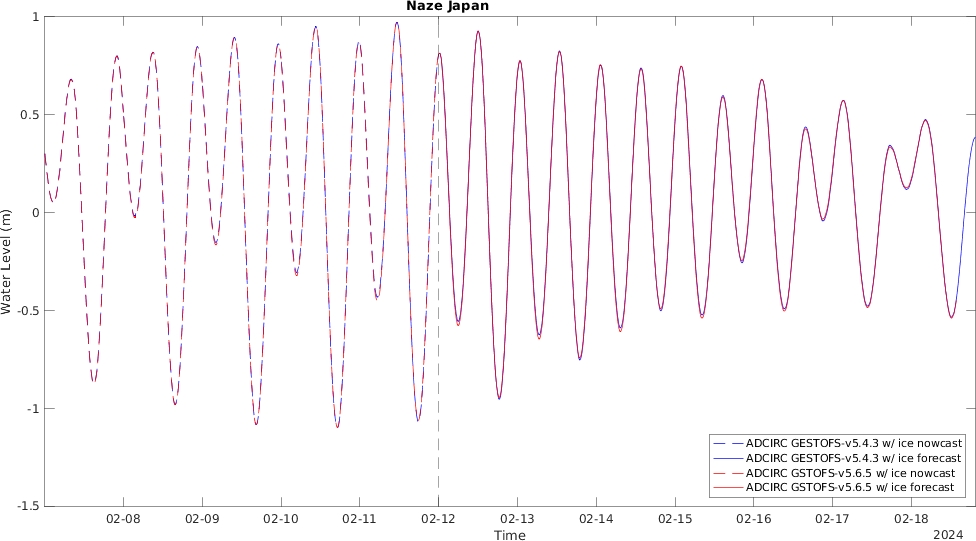 Naze Japan
Water Level (m)
1
0.5
0
-0.5
-1
-1.5
02-08 02-09 02-10 02-11 02-12 02-13 02-14 02-15 02-16 02-17 02-18
Time
2024
ADCIRC GESTOFS-v5.4.3 w/ ice nowcast
ADCIRC GESTOFS-v5.4.3 w/ ice forecast
ADCIRC GSTOFS-v5.6.5 w/ ice nowcast
ADCIRC GSTOFS-v5.6.5 w/ ice forecast